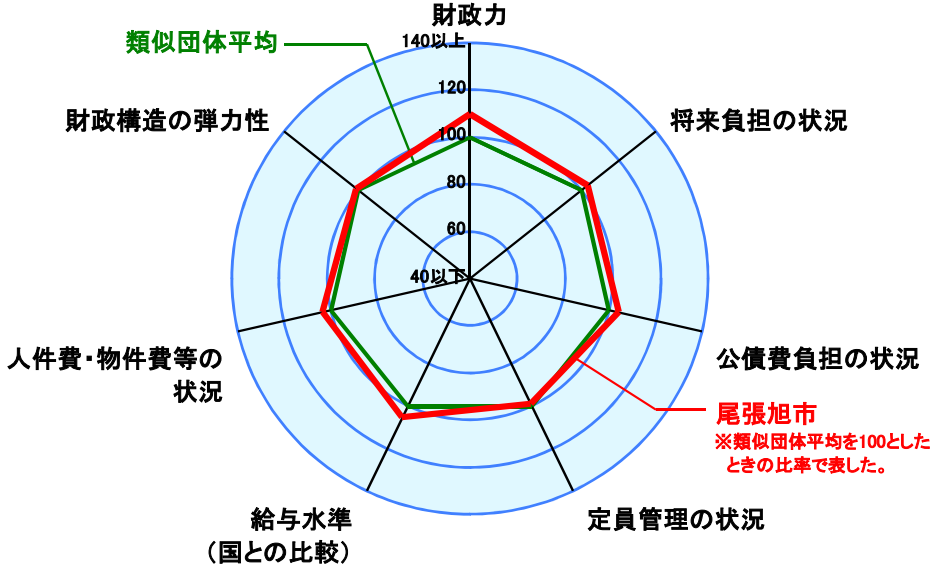 財政力
類似団体平均
140以上
120
財政構造の弾力性
将来負担の状況
100
80
60
40以下
人件費・物件費等の
状況
公債費負担の状況
尾張旭市
※類似団体平均を100とした
ときの比率で表した。
給与水準
（国との比較）
定員管理の状況